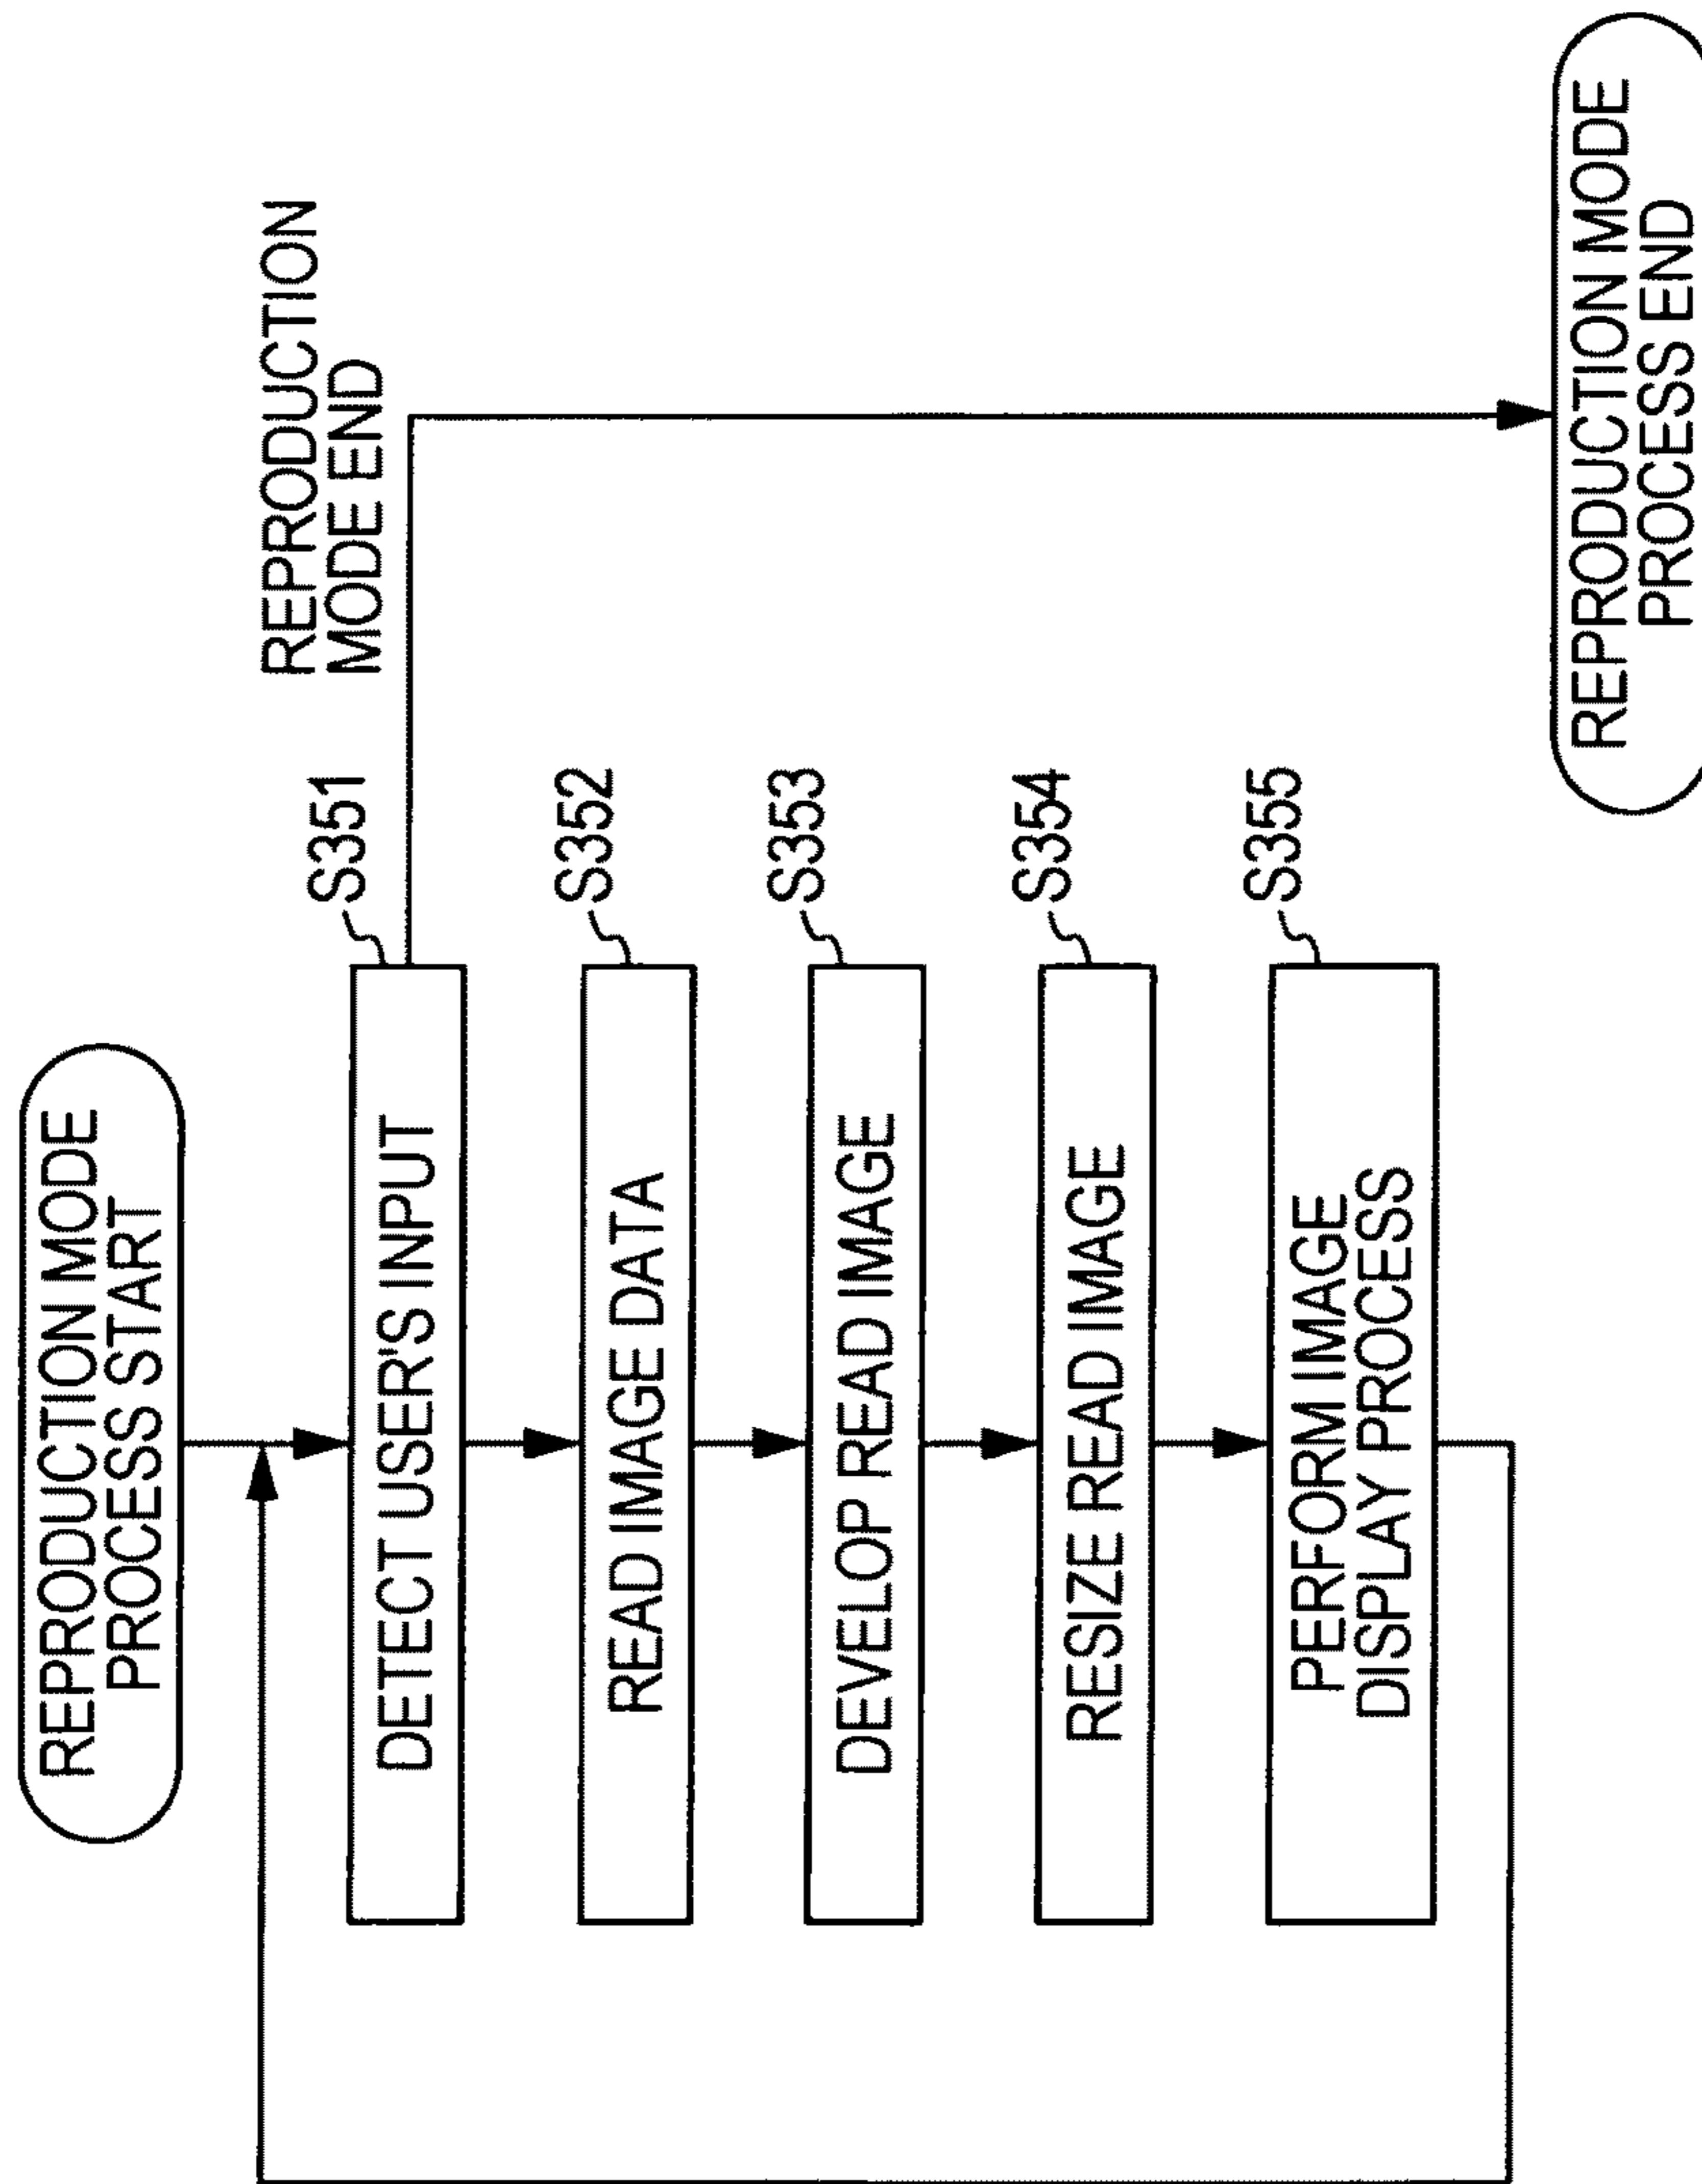 REPRODUCTION MODE
PROCESS START
REPRODUCTION
MODE END
S351
DETECT USER'S INPUT
S352
READ IMAGE DATA
S353
DEVELOP READ IMAGE
S354
RESIZE READ IMAGE
S355
PERFORM IMAGE
DISPLAY PROCESS
REPRODUCTION MODE
PROCESS END